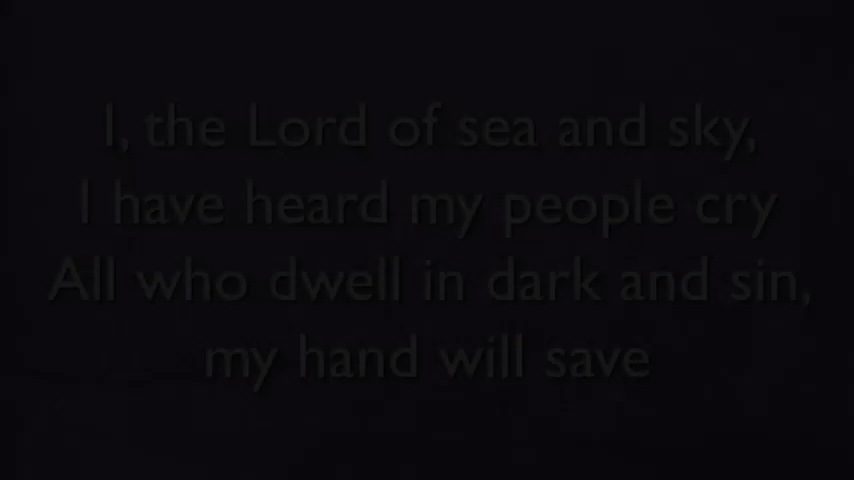 I, the Lord of sea and sky,
I have heard my people cry
All who dwell in dark and sin,
my hand will save